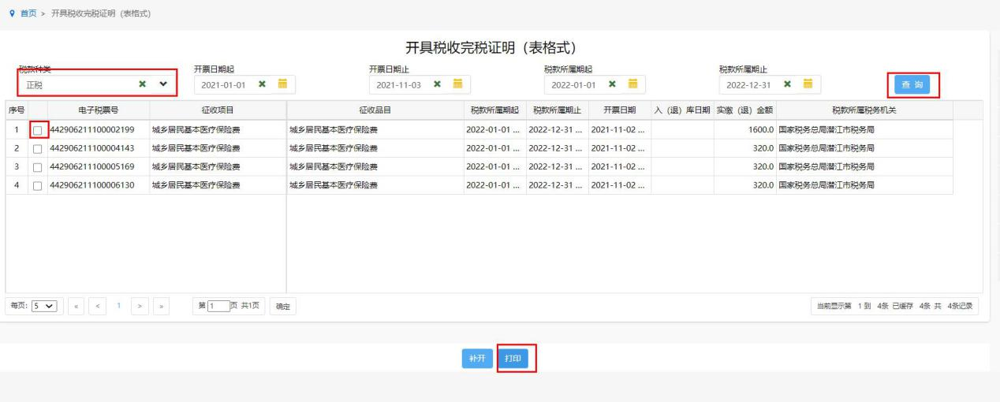 首页 > 开具税收完税证明（表格式）
开具税收完税证明（表格式）
税款种类 开票日期起 开票日期止 税款所属期起 税款所属期止
正税 2021-01-01 2021-11-03 2022-01-01 2022-12-31 查询
序号 电子税票号 征收项目 征收品目 税款所属期起 税款所属期止 开票日期 入（退）库日期 实缴（退）金额 税款所属税务机关
1 442906211100002199 城乡居民基本医疗保险费 城乡居民基本医疗保险费 2022-01-01 ... 2022-12-31 ... 2021-11-02 ... 1600.0 国家税务总局潜江市税务局
2 442906211100004143 城乡居民基本医疗保险费 城乡居民基本医疗保险费 2022-01-01 ... 2022-12-31 ... 2021-11-02 ... 320.0 国家税务总局潜江市税务局
3 442906211100005169 城乡居民基本医疗保险费 城乡居民基本医疗保险费 2022-01-01 ... 2022-12-31 ... 2021-11-02 ... 320.0 国家税务总局潜江市税务局
4 442906211100006130 城乡居民基本医疗保险费 城乡居民基本医疗保险费 2022-01-01 ... 2022-12-31 ... 2021-11-02 ... 320.0 国家税务总局潜江市税务局
每页: 5 « < 1 > » 第 1 页 共1页 确定 当前显示第 1 到 4条 已缓存 4条 共 4条记录
补开 打印